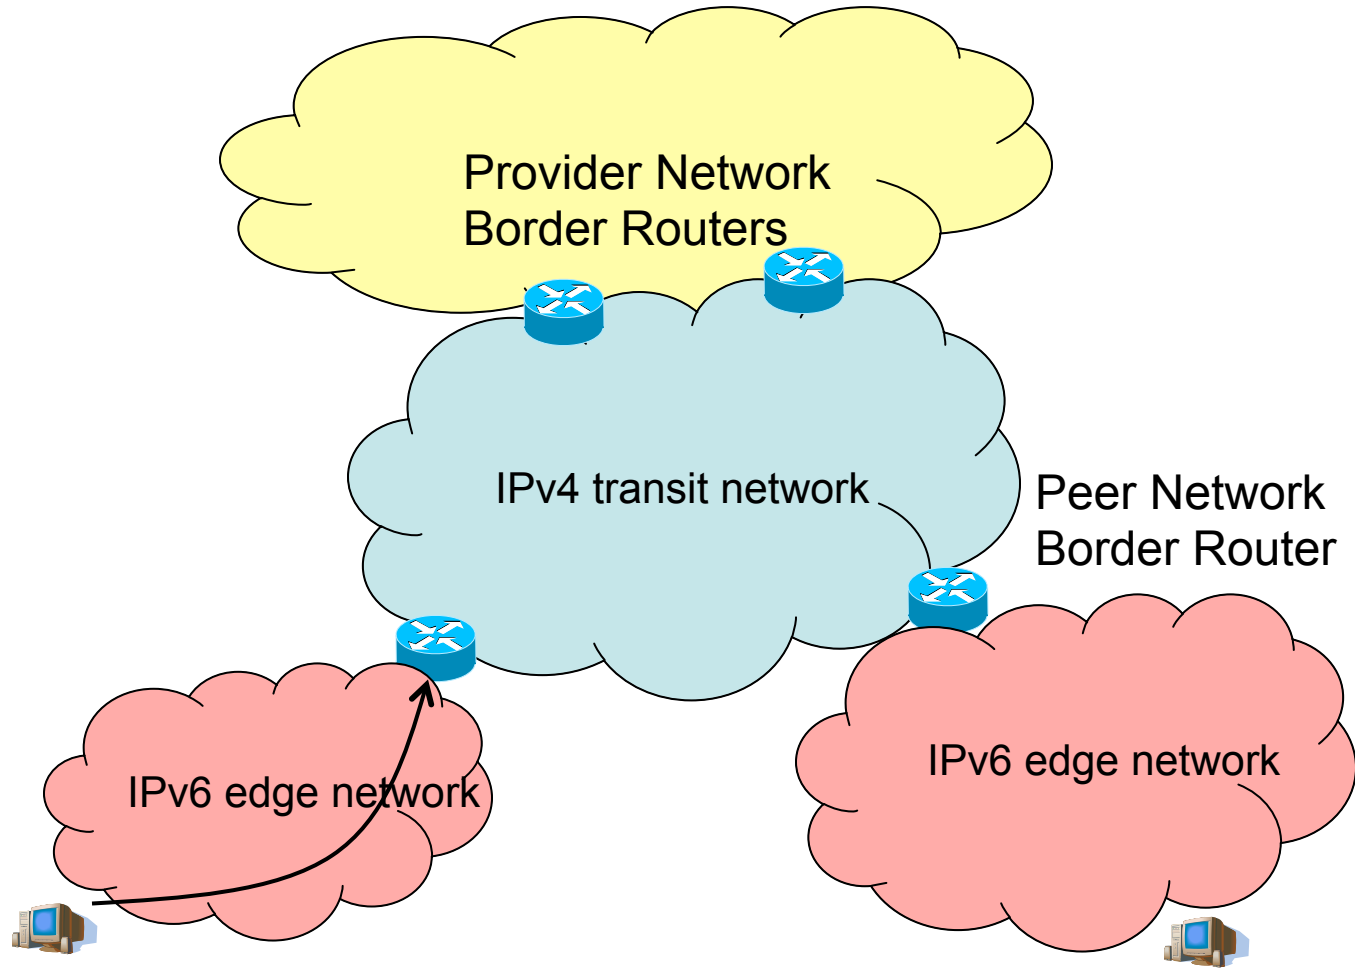 Provider Network
Border Routers
IPv4 transit network
Peer Network
Border Router
IPv6 edge network
IPv6 edge network